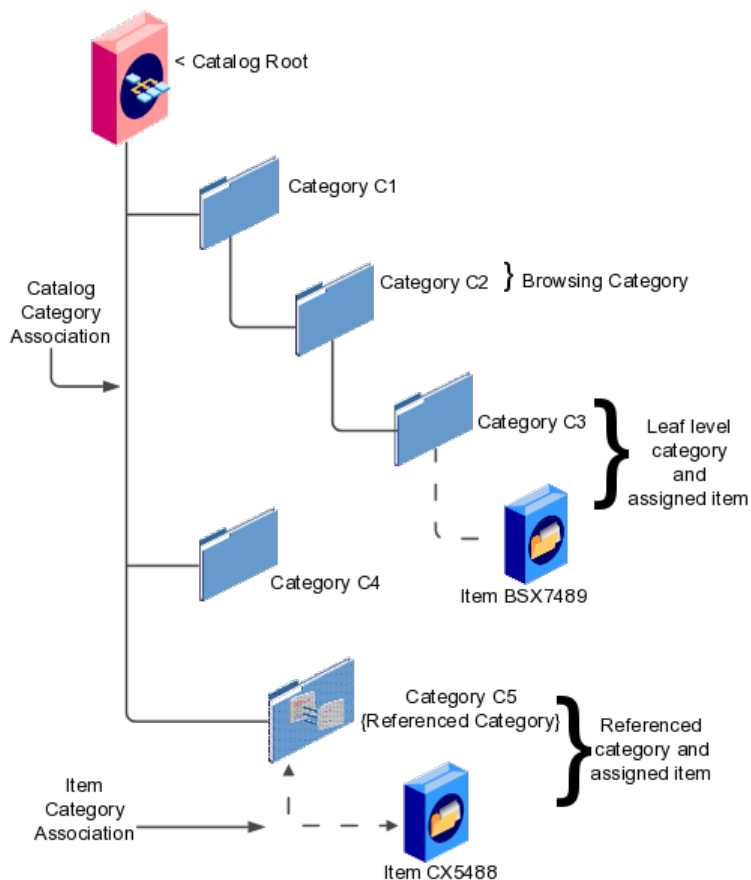 < Catalog Root
Category C1
Category C2
} Browsing Category
Catalog
Category
Association
Category C3
Leaf level
category
and
assigned item
Item BSX7489
Category C4
Category C5
{Referenced Category}
Referenced
category and
assigned item
Item
Category
Association
Item CX5488